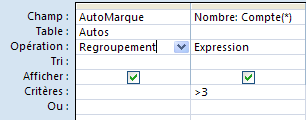 Champ : AutoMarque Nombre: Compte(*)
Table : Autos
Opération : Regroupement Expression
Tri :
Afficher :
Critères : >3
Ou :